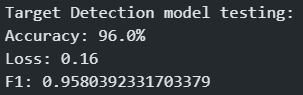 Target Detection model testing:
Accuracy: 96.0%
Loss: 0.16
F1: 0.9580392331703379